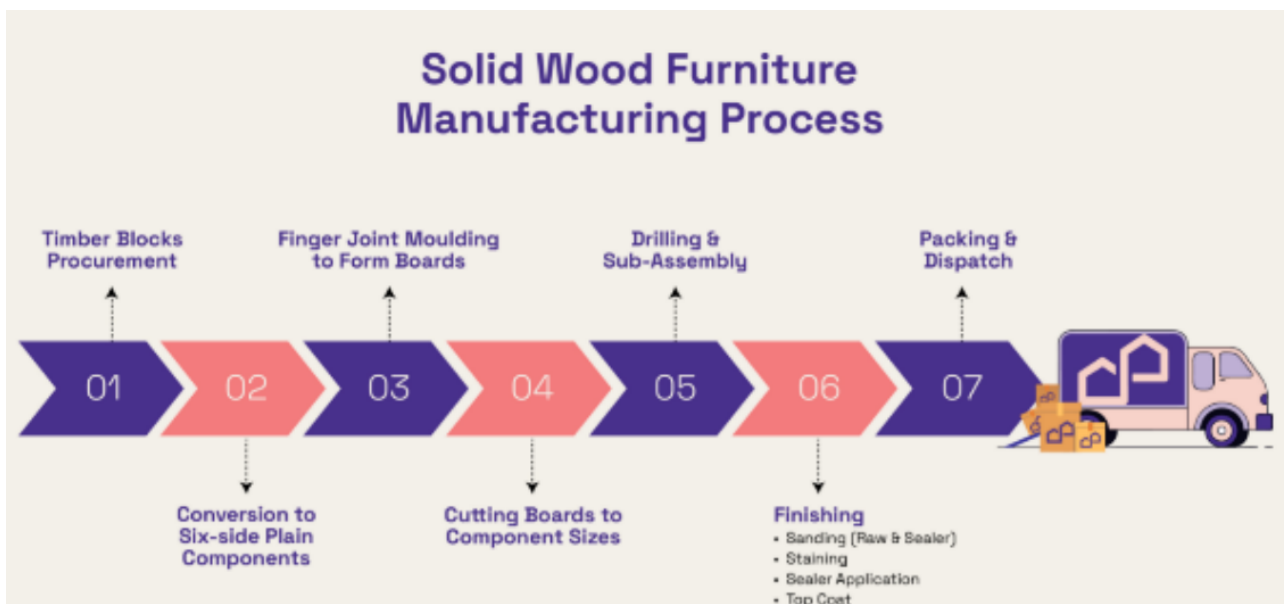 Solid Wood Furniture
Manufacturing Process
Timber Blocks
Procurement
Finger Joint Moulding
to Form Boards
Drilling &
Sub-Assembly
Packing &
Dispatch
01
02
03
04
05
06
07
Conversion to
Six-side Plain
Components
Cutting Boards to
Component Sizes
Finishing
• Sanding (Raw & Sealer)
• Staining
• Sealer Application
• Top Coat